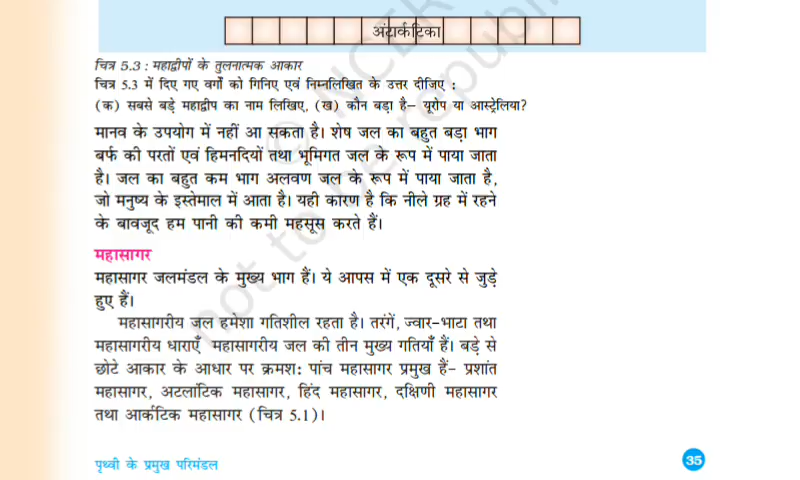 अंटार्कटिका
चित्र 5.3 : महाद्वीपों के तुलनात्मक आकार
चित्र 5.3 में दिए गए वर्गों को गिनिए एवं निम्नलिखित के उत्तर दीजिए :
(क) सबसे बड़े महाद्वीप का नाम लिखिए, (ख) कौन बड़ा है– यूरोप या आस्ट्रेलिया?
मानव के उपयोग में नहीं आ सकता है। शेष जल का बहुत बड़ा भाग
बर्फ की परतों एवं हिमनदियों तथा भूमिगत जल के रूप में पाया जाता
है। जल का बहुत कम भाग अलवण जल के रूप में पाया जाता है,
जो मनुष्य के इस्तेमाल में आता है। यही कारण है कि नीले ग्रह में रहने
के बावजूद हम पानी की कमी महसूस करते हैं।
महासागर
महासागर जलमंडल के मुख्य भाग हैं। ये आपस में एक दूसरे से जुड़े
हुए हैं।
महासागरीय जल हमेशा गतिशील रहता है। तरंगें, ज्वार-भाटा तथा
महासागरीय धाराएँ महासागरीय जल की तीन मुख्य गतियाँ हैं। बड़े से
छोटे आकार के आधार पर क्रमश: पांच महासागर प्रमुख हैं– प्रशांत
महासागर, अटलांटिक महासागर, हिंद महासागर, दक्षिणी महासागर
तथा आर्कटिक महासागर (चित्र 5.1)।
पृथ्वी के प्रमुख परिमंडल
35
© NCER
not to be republi